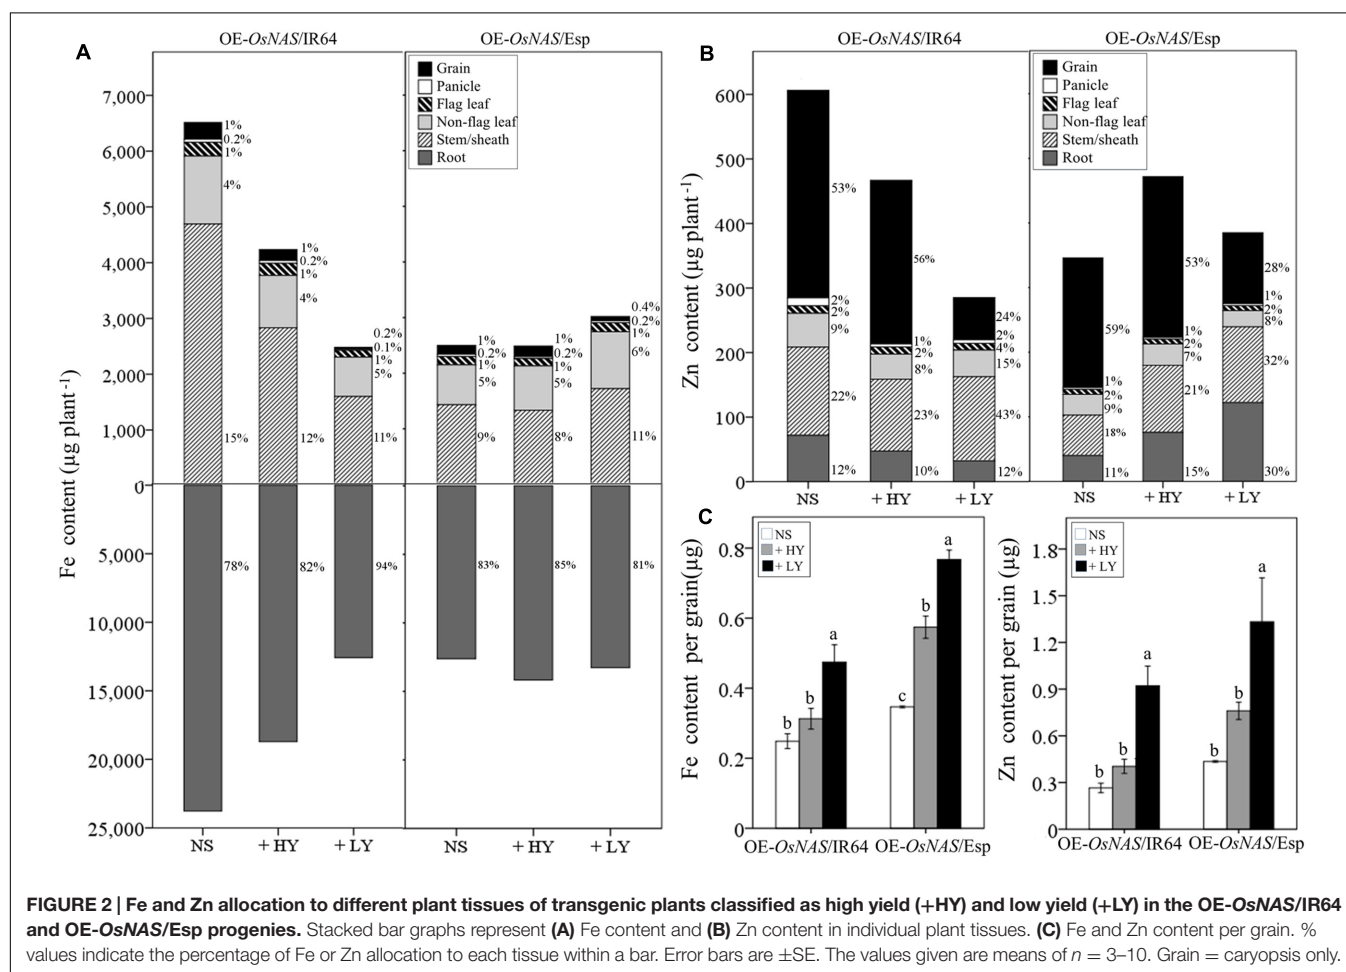 A
OE-OsNAS/IR64
OE-OsNAS/Esp
Grain
Panicle
Flag leaf
Non-flag leaf
Stem/sheath
Root
Fe content (µg plant-1)
7,000
6,000
5,000
4,000
3,000
2,000
1,000
0
5,000
10,000
15,000
20,000
25,000
1%
0.2%
1%
4%
15%
78%
1%
0.2%
1%
4%
12%
82%
0.2%
0.1%
1%
5%
11%
94%
1%
0.2%
1%
5%
9%
83%
1%
0.2%
1%
5%
8%
85%
0.4%
0.2%
1%
6%
11%
81%
NS
+ HY
+ LY
NS
+ HY
+ LY
B
OE-OsNAS/IR64
OE-OsNAS/Esp
Grain
Panicle
Flag leaf
Non-flag leaf
Stem/sheath
Root
Zn content (µg plant-1)
600
500
400
300
200
100
0
53%
2%
2%
9%
22%
12%
56%
1%
2%
8%
23%
10%
24%
2%
4%
15%
43%
12%
59%
1%
2%
9%
18%
11%
53%
1%
2%
7%
21%
15%
28%
1%
2%
8%
32%
30%
NS
+ HY
+ LY
NS
+ HY
+ LY
C
NS
+ HY
+ LY
Fe content per grain(µg)
0.8
0.6
0.4
0.2
0
b
b
a
c
b
a
OE-OsNAS/IR64
OE-OsNAS/Esp
NS
+ HY
+ LY
Zn content per grain (µg)
1.8
1.5
1.2
0.9
0.6
0.3
0
b
b
a
b
b
a
OE-OsNAS/IR64
OE-OsNAS/Esp
FIGURE 2 | Fe and Zn allocation to different plant tissues of transgenic plants classified as high yield (+HY) and low yield (+LY) in the OE-OsNAS/IR64
and OE-OsNAS/Esp progenies. Stacked bar graphs represent (A) Fe content and (B) Zn content in individual plant tissues. (C) Fe and Zn content per grain. %
values indicate the percentage of Fe or Zn allocation to each tissue within a bar. Error bars are ±SE. The values given are means of n = 3–10. Grain = caryopsis only.